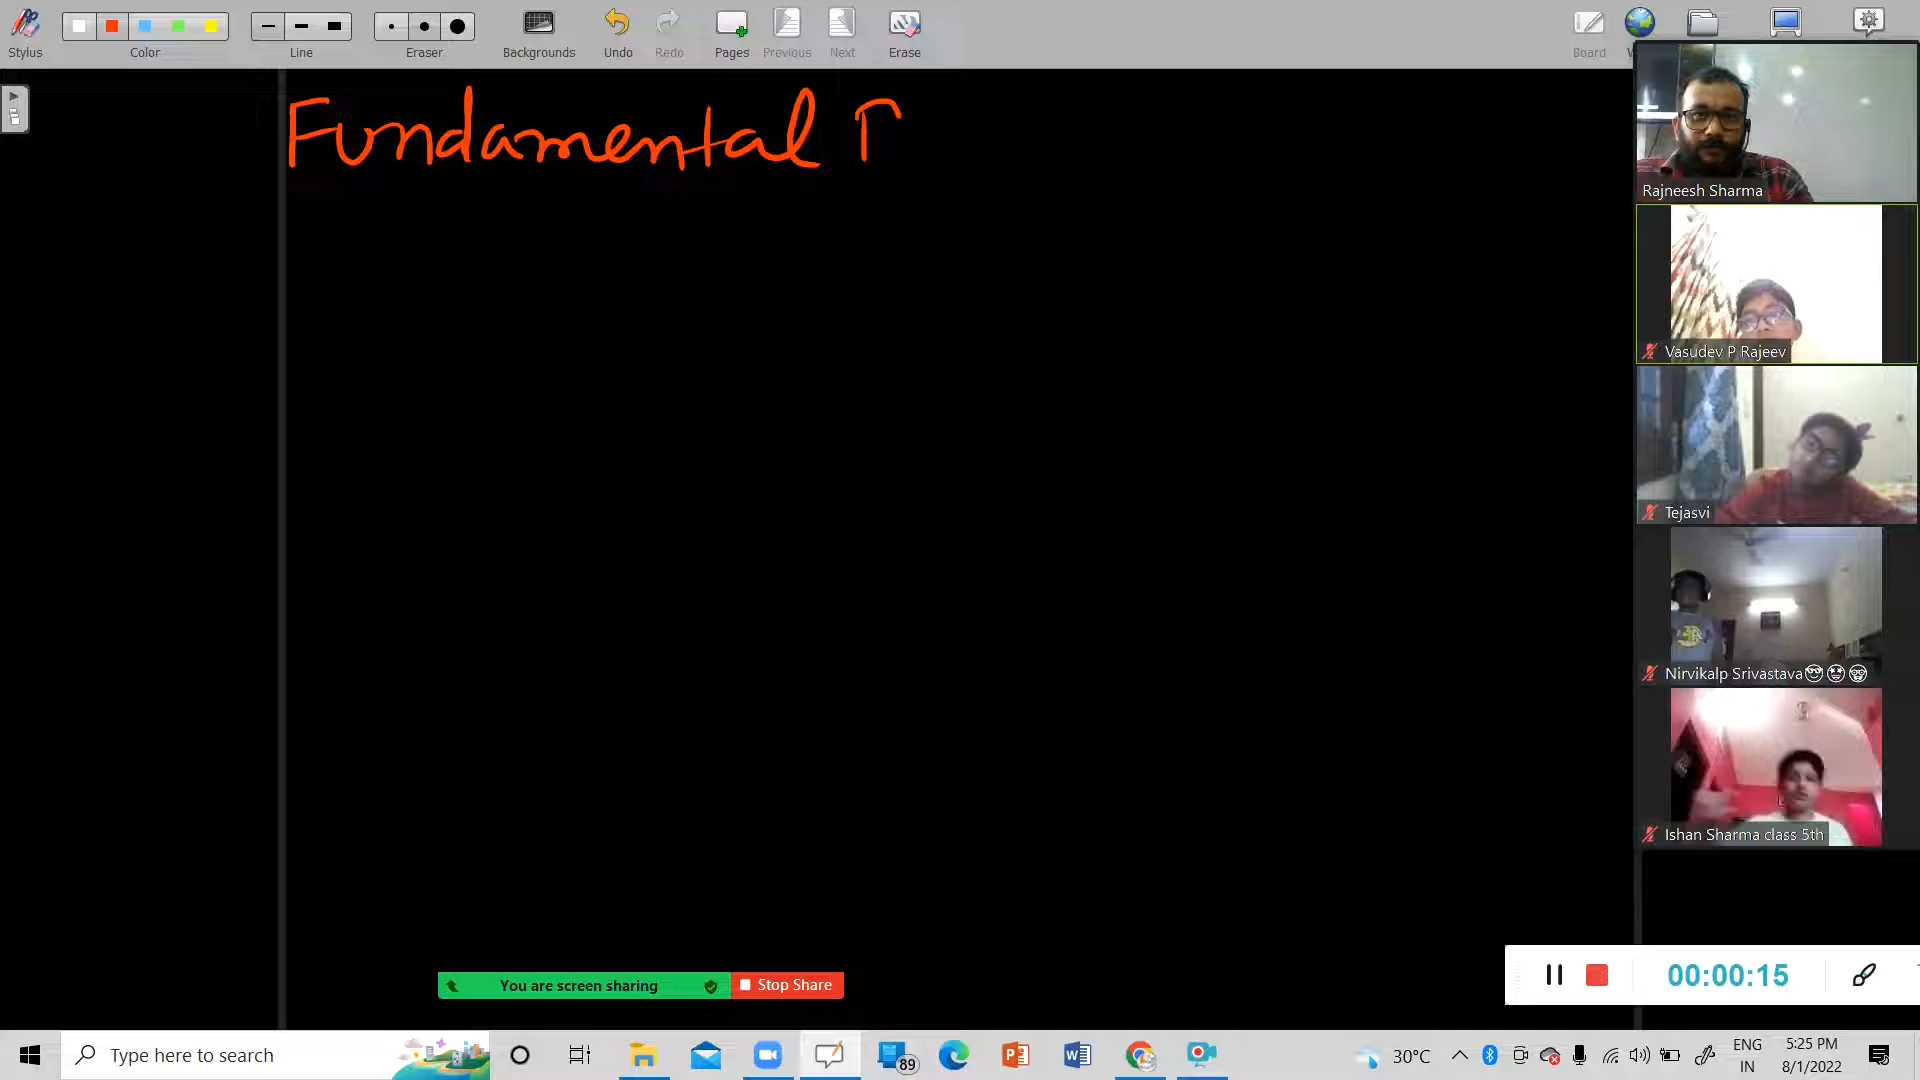 Stylus
Color
Line
Eraser
Backgrounds
Undo
Redo
Pages
Previous
Next
Erase
Board
Fundamental
Rajneesh Sharma
Vasudev P Rajeev
Tejasvi
Nirvikalp Srivastava😎🤩🤓
Ishan Sharma class 5th
You are screen sharing
Stop Share
00:00:15
Type here to search
89
30°C
ENG
IN
5:25 PM
8/1/2022